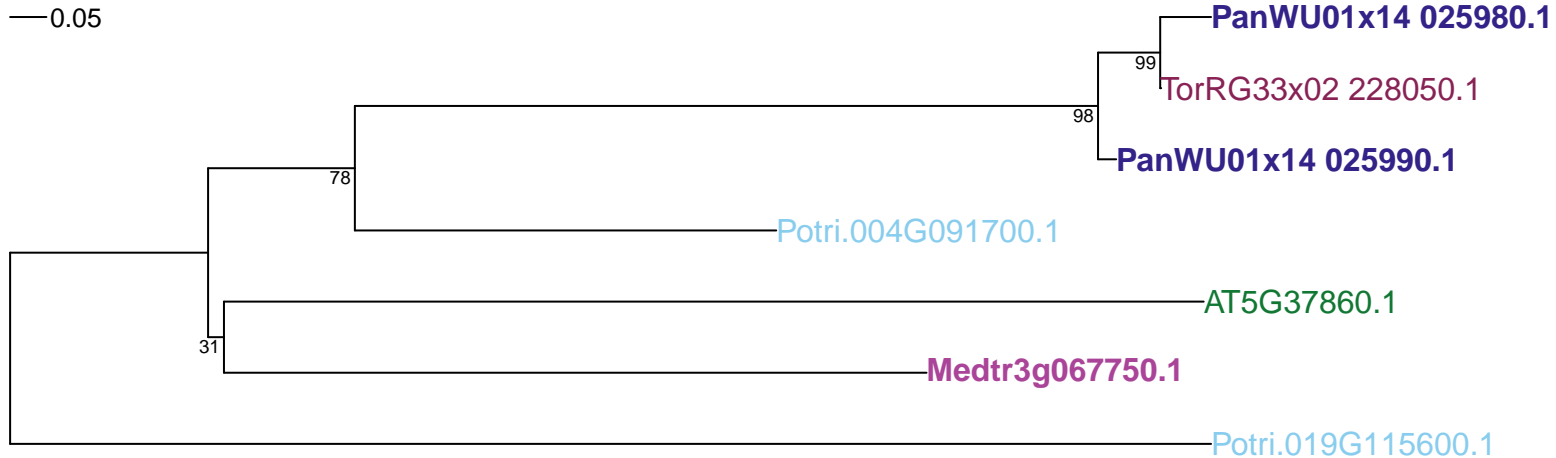 0.05
PanWU01x14 025980.1
99
TorRG33x02 228050.1
98
PanWU01x14 025990.1
78
Potri.004G091700.1
AT5G37860.1
31
Medtr3g067750.1
Potri.019G115600.1